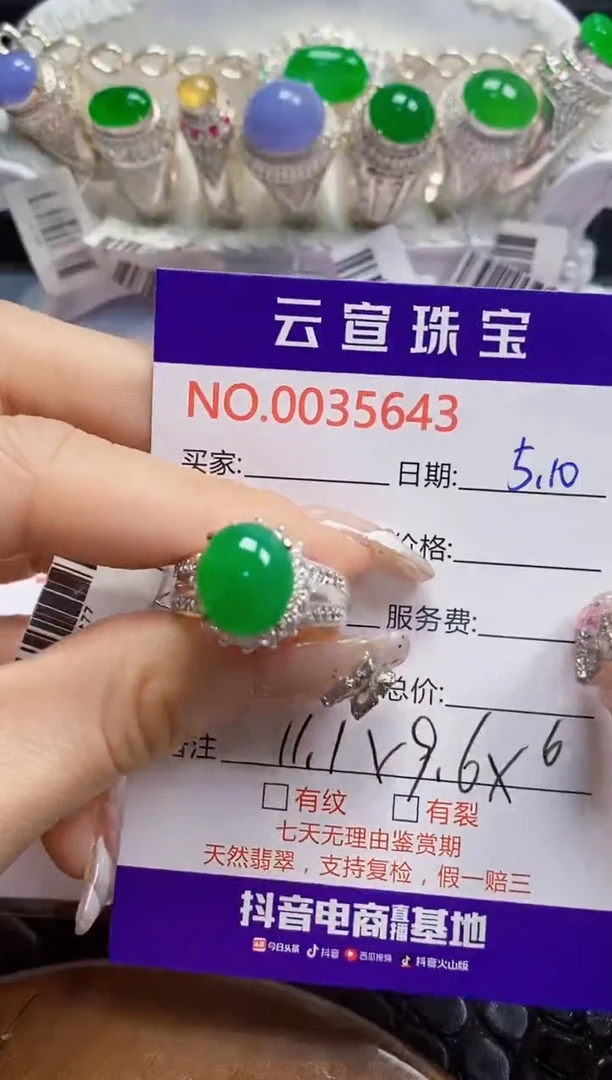 云宣珠宝
NO.0035643
买家: 日期: 5.10
价格:
服务费:
总价:
注 11.1x9.6x6
有纹 有裂
七天无理由鉴赏期
天然翡翠，支持复检，假一赔三
抖音电商直播基地
头条 今日头条 抖音 西瓜视频 抖音火山版